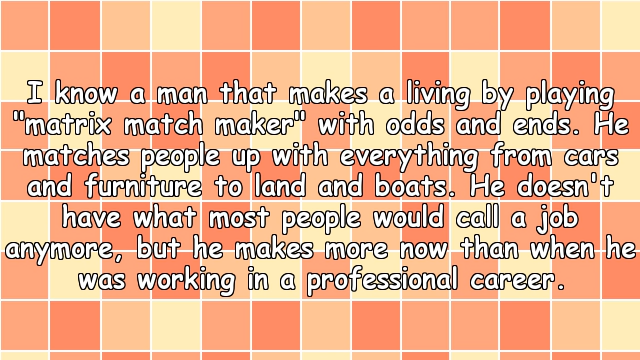 I know a man that makes a living by playing
"matrix match maker" with odds and ends. He
matches people up with everything from cars
and furniture to land and boats. He doesn't
have what most people would call a job
anymore, but he makes more now than when he
was working in a professional career.